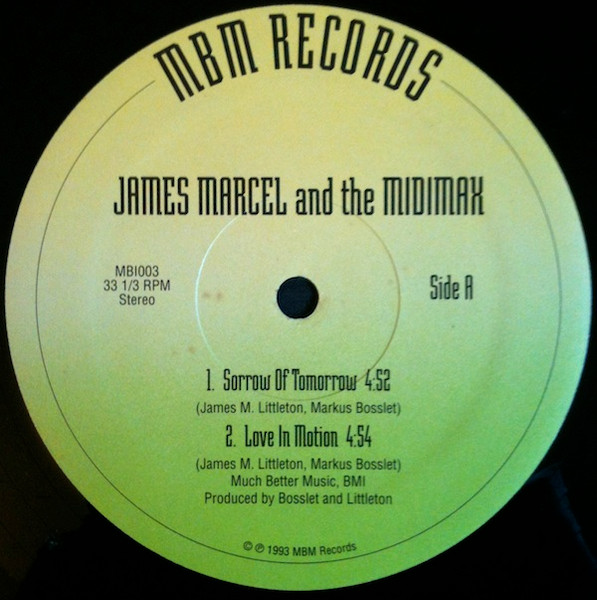 MBM RECORDS
JAMES MARCEL and the MIDIMAX
MBI003
33 1/3 RPM
Stereo
Side A
1. Sorrow Of Tomorrow 4:52
(James M. Littleton, Markus Bosslet)
2. Love In Motion 4:54
(James M. Littleton, Markus Bosslet)
Much Better Music, BMI
Produced by Bosslet and Littleton
© ℗ 1993 MBM Records